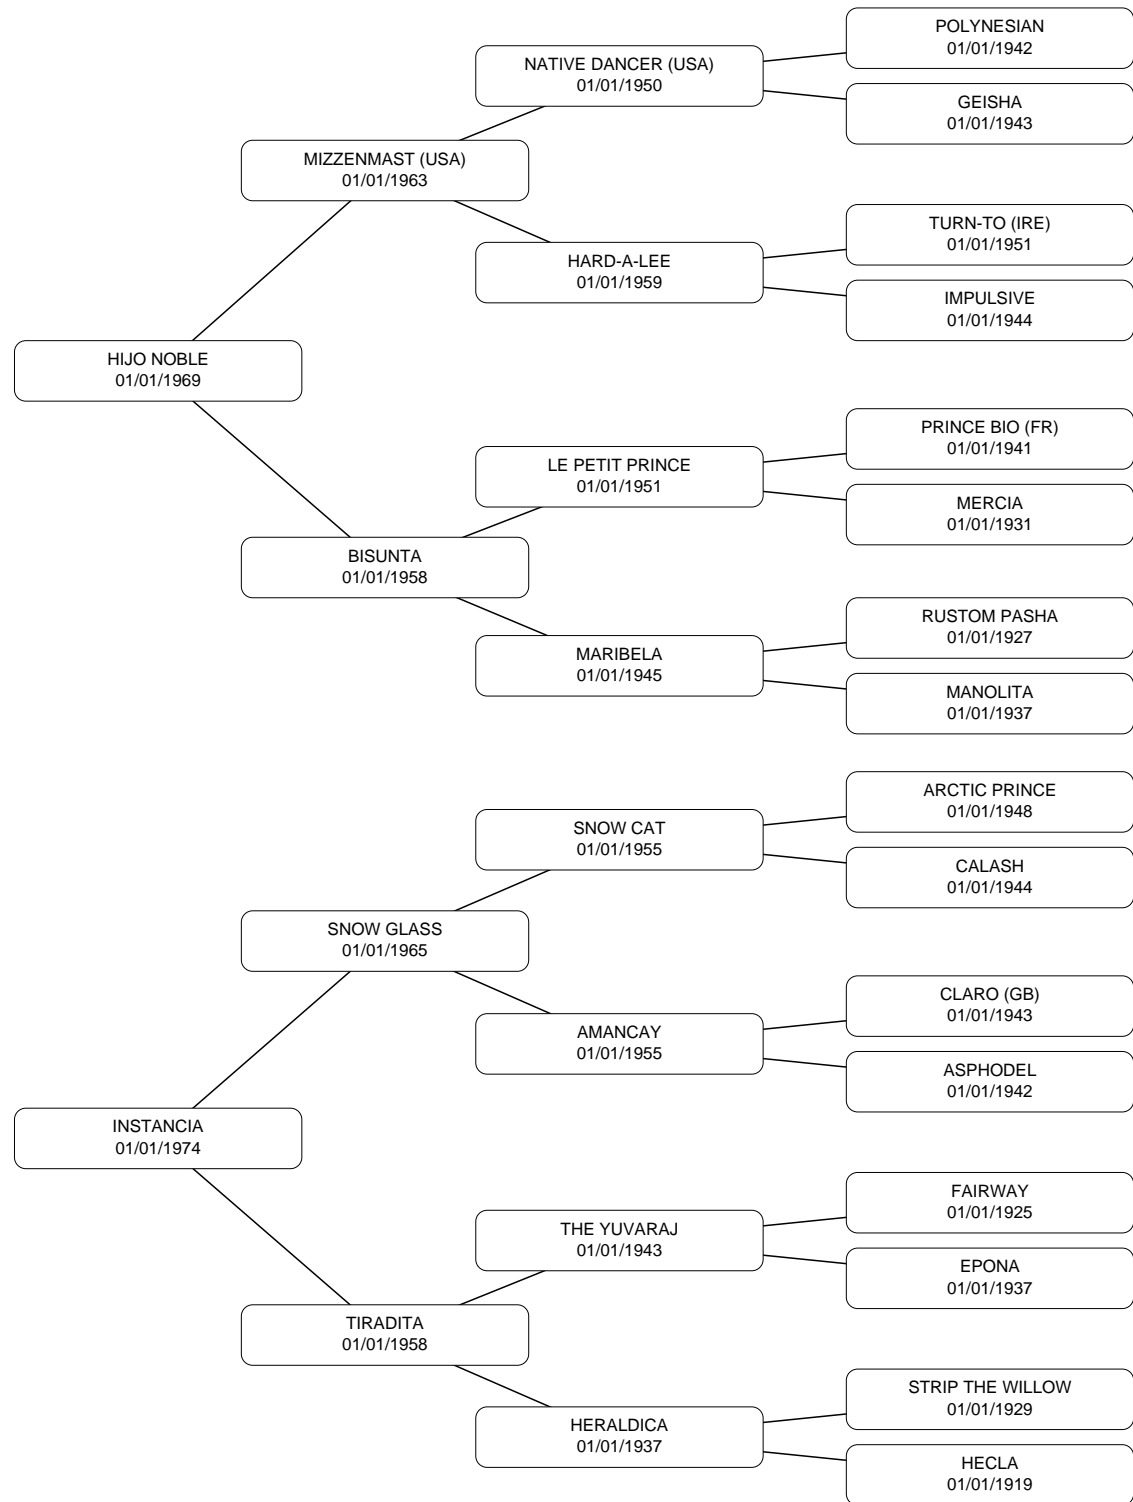 POLYNESIAN
01/01/1942
NATIVE DANCER (USA)
01/01/1950
GEISHA
01/01/1943
MIZZENMAST (USA)
01/01/1963
TURN-TO (IRE)
01/01/1951
HARD-A-LEE
01/01/1959
IMPULSIVE
01/01/1944
HIJO NOBLE
01/01/1969
PRINCE BIO (FR)
01/01/1941
LE PETIT PRINCE
01/01/1951
MERCIA
01/01/1931
BISUNTA
01/01/1958
RUSTOM PASHA
01/01/1927
MARIBELA
01/01/1945
MANOLITA
01/01/1937
ARCTIC PRINCE
01/01/1948
SNOW CAT
01/01/1955
CALASH
01/01/1944
SNOW GLASS
01/01/1965
CLARO (GB)
01/01/1943
AMANCAY
01/01/1955
ASPHODEL
01/01/1942
INSTANCIA
01/01/1974
FAIRWAY
01/01/1925
THE YUVARAJ
01/01/1943
EPONA
01/01/1937
TIRADITA
01/01/1958
STRIP THE WILLOW
01/01/1929
HERALDICA
01/01/1937
HECLA
01/01/1919